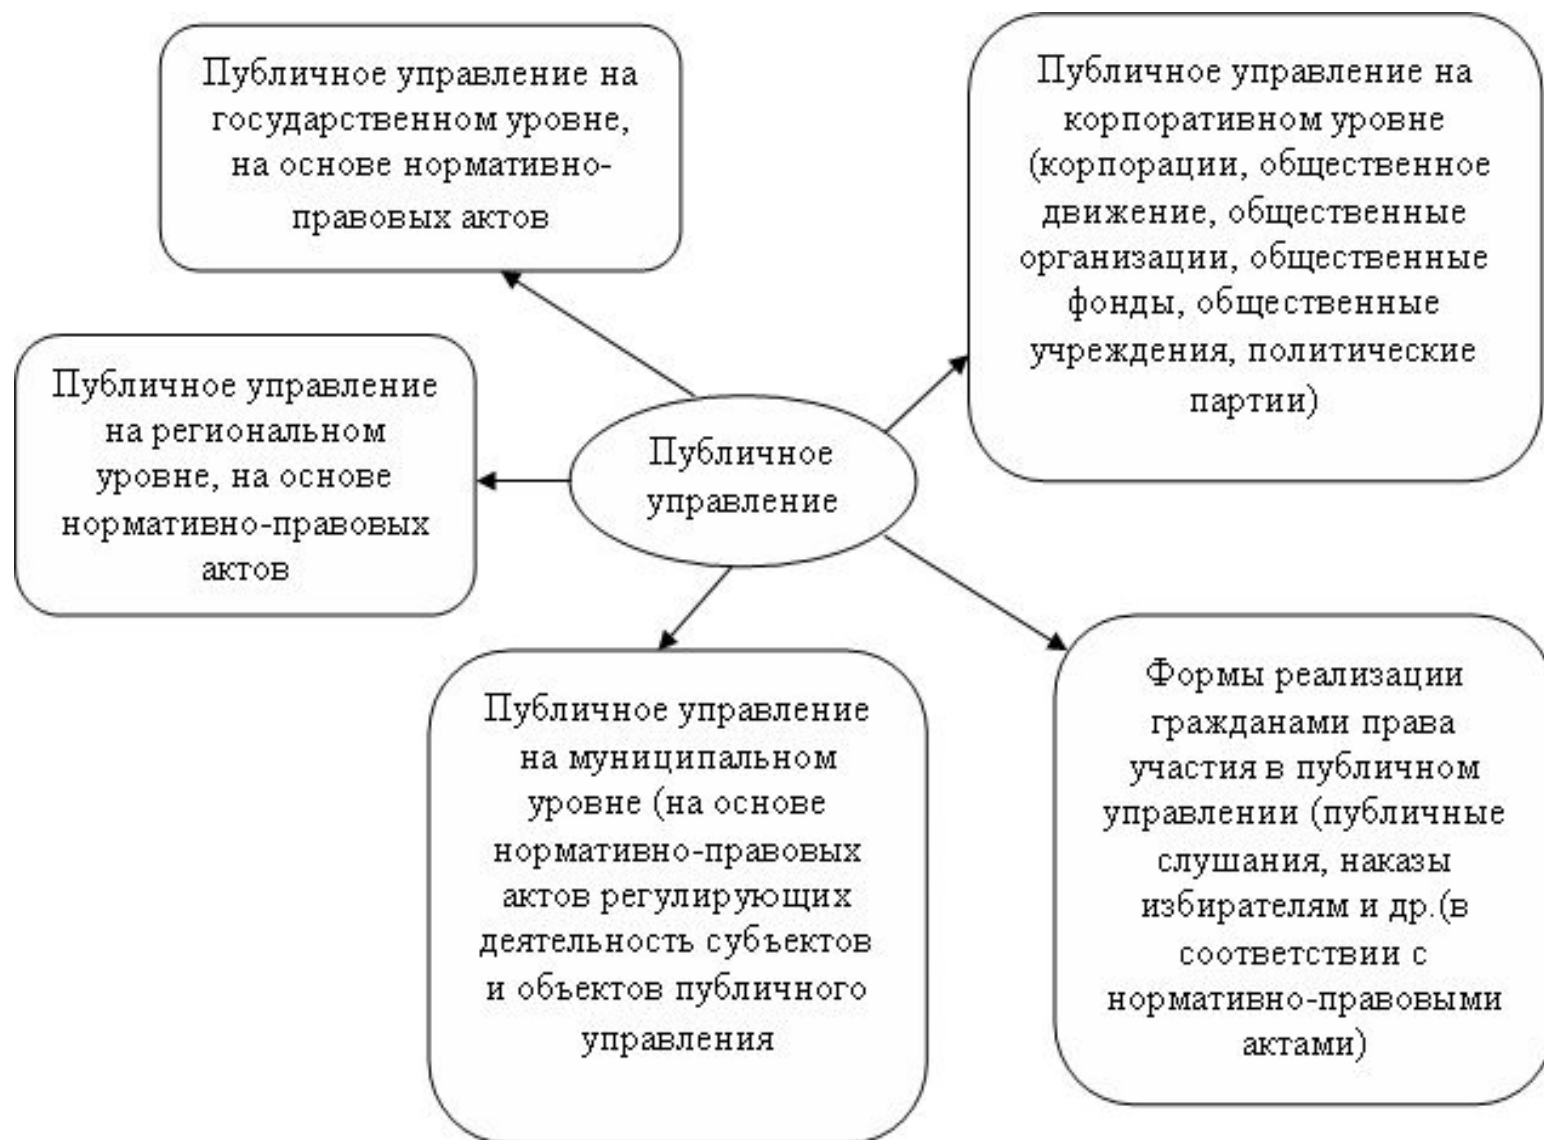 Публичное управление на
государственном уровне,
на основе нормативно-
правовых актов
Публичное управление на
корпоративном уровне
(корпорации, общественное
движение, общественные
организации, общественные
фонды, общественные
учреждения, политические
партии)
Публичное управление
на региональном
уровне, на основе
нормативно-правовых
актов
Публичное
управление
Публичное управление
на муниципальном
уровне (на основе
нормативно-правовых
актов регулирующих
деятельность субъектов
и объектов публичного
управления
Формы реализации
гражданами права
участия в публичном
управлении (публичные
слушания, наказы
избирателям и др.(в
соответствии с
нормативно-правовыми
актами)